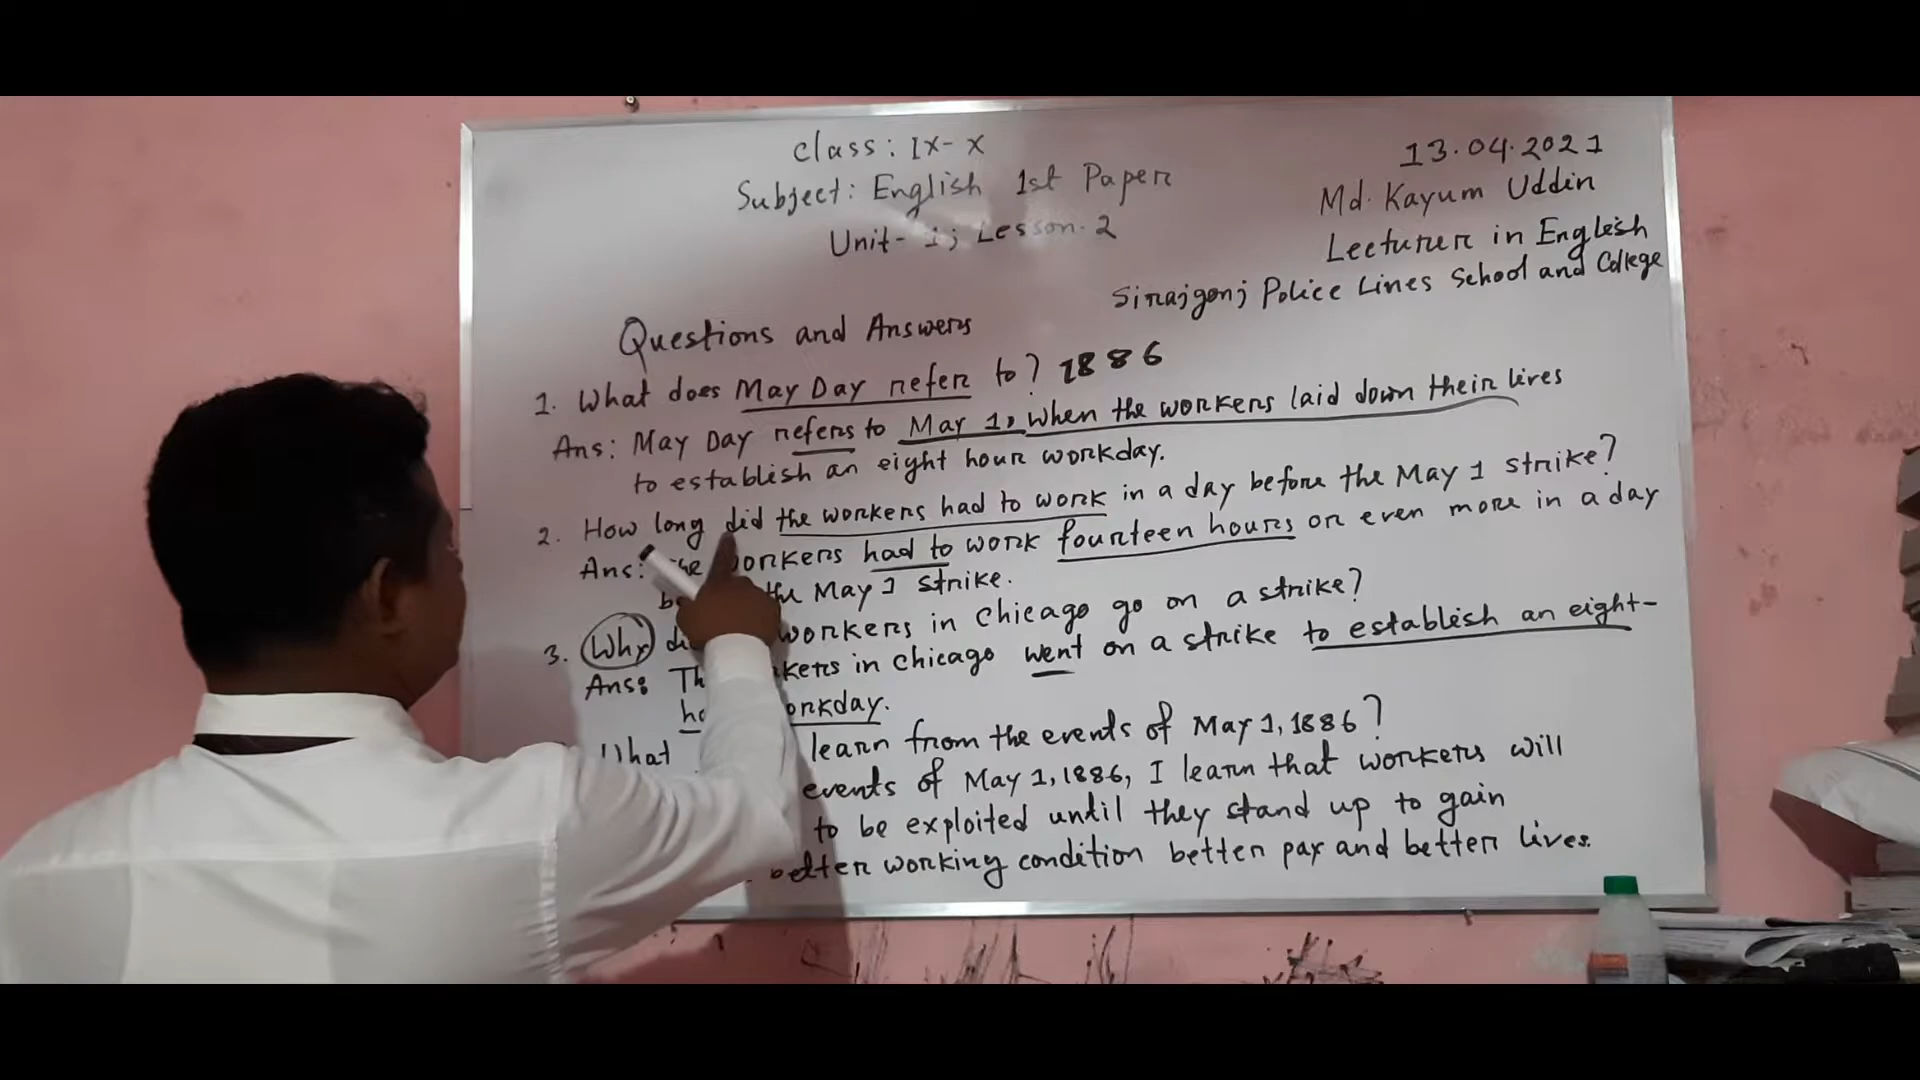 Class: IX-X
Subject: English 1st Paper
Unit- 1; Lesson-2
13.04.2021
Md. Kayum Uddin
Lecturer in English
Sirajgonj Police Lines School and College
Questions and Answers
1. What does May Day refer to? 1886
Ans: May Day refers to May 1, when the workers laid down their lives
to establish an eight hour workday.
2. How long did the workers had to work in a day before the May 1 strike?
Ans: workers had to work fourteen hours or even more in a day
the May 1 strike.
3. Why workers in Chicago go on a strike?
Ans: in Chicago went on a strike to establish an eight-
What learn from the events of May 1, 1886?
events of May 1, 1886, I learn that workers will
to be exploited until they stand up to gain
better working condition better pay and better lives.